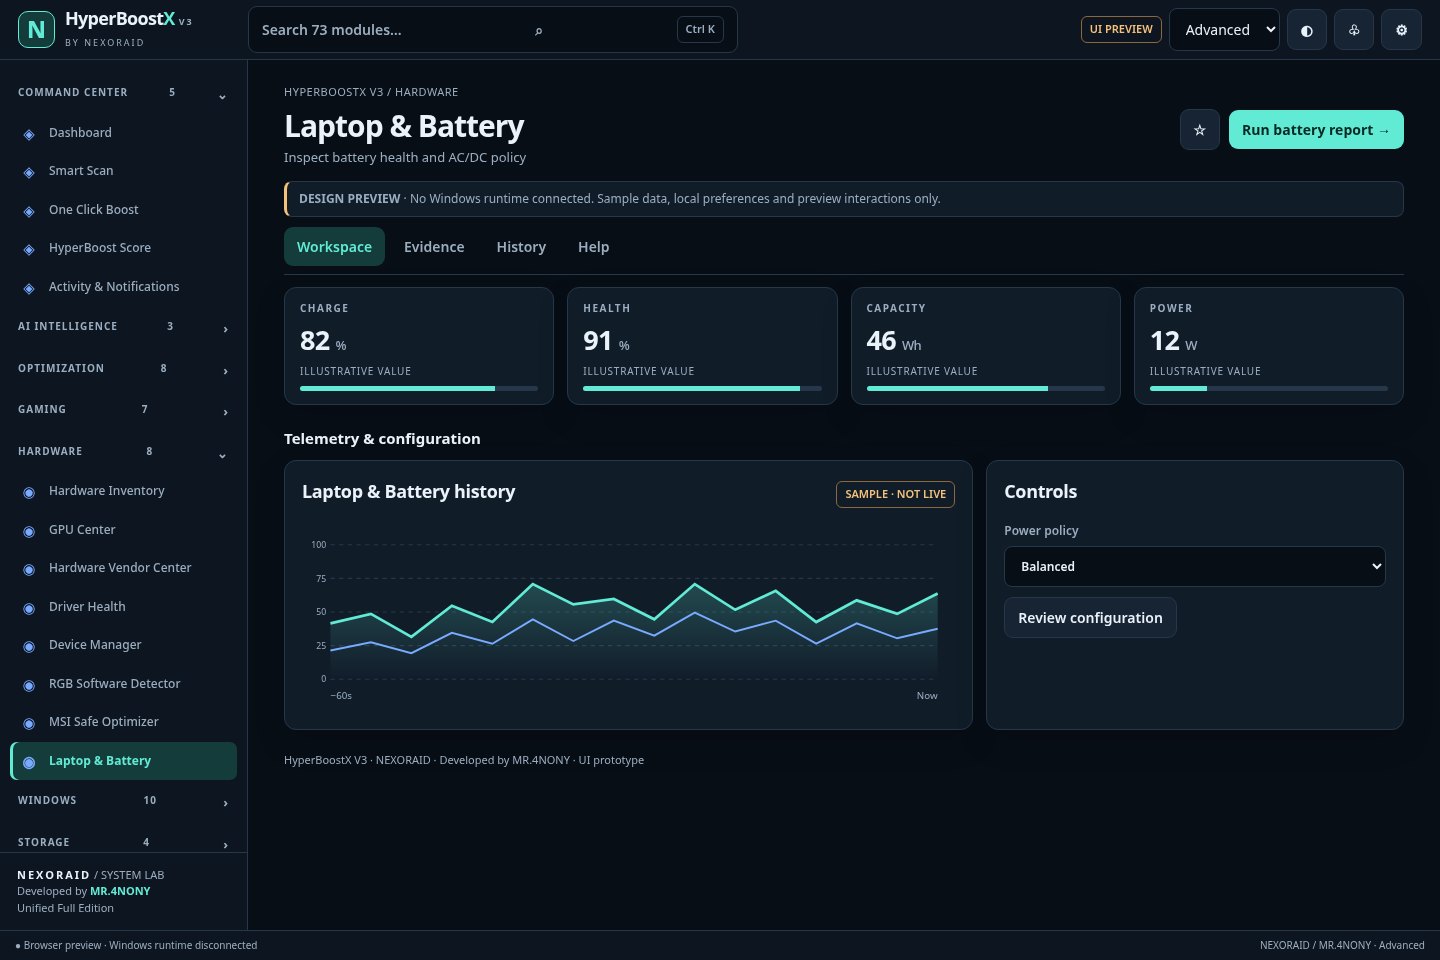 N HyperBoostX V3
BY NEXORAID
Search 73 modules...
Ctrl K
UI PREVIEW
Advanced
COMMAND CENTER 5
Dashboard
Smart Scan
One Click Boost
HyperBoost Score
Activity & Notifications
AI INTELLIGENCE 3
OPTIMIZATION 8
GAMING 7
HARDWARE 8
Hardware Inventory
GPU Center
Hardware Vendor Center
Driver Health
Device Manager
RGB Software Detector
MSI Safe Optimizer
Laptop & Battery
WINDOWS 10
STORAGE 4
NEXORAID / SYSTEM LAB
Developed by MR.4NONY
Unified Full Edition
HYPERBOOSTX V3 / HARDWARE
Laptop & Battery
Inspect battery health and AC/DC policy
Run battery report →
DESIGN PREVIEW · No Windows runtime connected. Sample data, local preferences and preview interactions only.
Workspace Evidence History Help
CHARGE
82 %
ILLUSTRATIVE VALUE
HEALTH
91 %
ILLUSTRATIVE VALUE
CAPACITY
46 Wh
ILLUSTRATIVE VALUE
POWER
12 W
ILLUSTRATIVE VALUE
Telemetry & configuration
Laptop & Battery history
SAMPLE · NOT LIVE
100
75
50
25
0
−60s Now
Controls
Power policy
Balanced
Review configuration
HyperBoostX V3 · NEXORAID · Developed by MR.4NONY · UI prototype
● Browser preview · Windows runtime disconnected
NEXORAID / MR.4NONY · Advanced